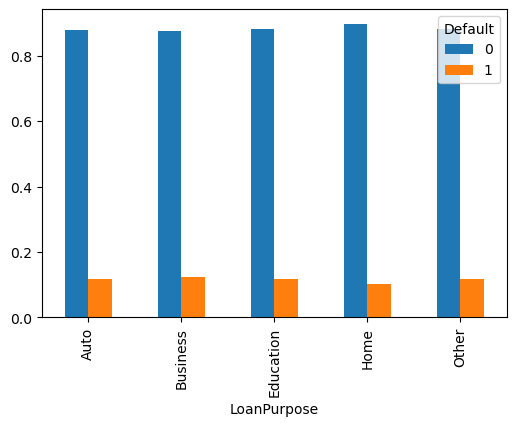 Default
0
1
0.8
0.6
0.4
0.2
0.0
Auto
Business
Education
Home
Other
LoanPurpose